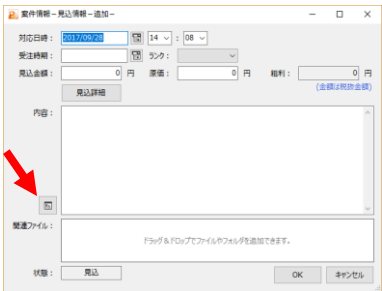 案件情報－見込情報－追加－
対応日時： 2017/09/28 14 : 08
受注時期： ランク：
見込金額： 0 円 原価： 0 円 粗利： 0 円
(金額は税抜金額)
見込詳細
内容：
関連ファイル：
ドラッグ＆ドロップでファイルやフォルダを追加できます。
状態： 見込 OK キャンセル